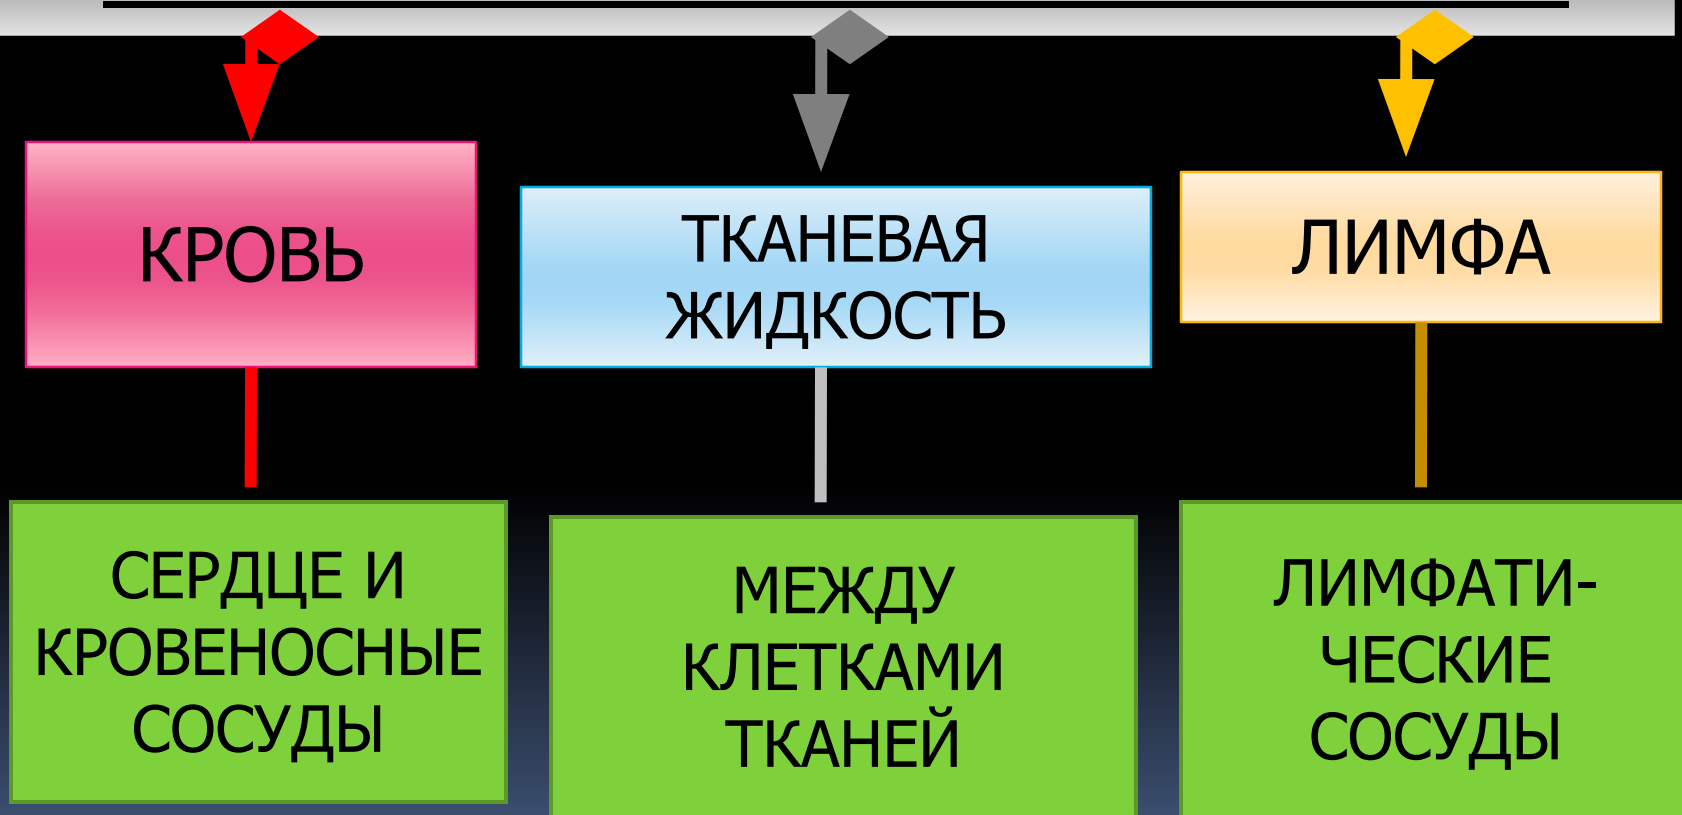 КРОВЬ
ТКАНЕВАЯ
ЖИДКОСТЬ
ЛИМФА
СЕРДЦЕ И
КРОВЕНОСНЫЕ
СОСУДЫ
МЕЖДУ
КЛЕТКАМИ
ТКАНЕЙ
ЛИМФАТИ-
ЧЕСКИЕ
СОСУДЫ